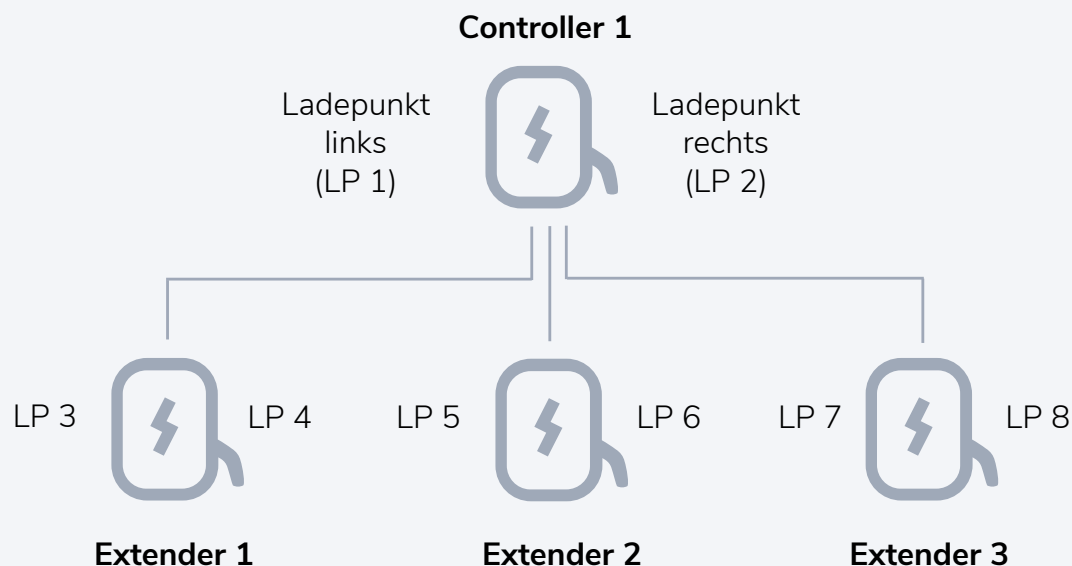 Controller 1
Ladepunkt
links
(LP 1)
Ladepunkt
rechts
(LP 2)
LP 3
LP 4
LP 5
LP 6
LP 7
LP 8
Extender 1
Extender 2
Extender 3